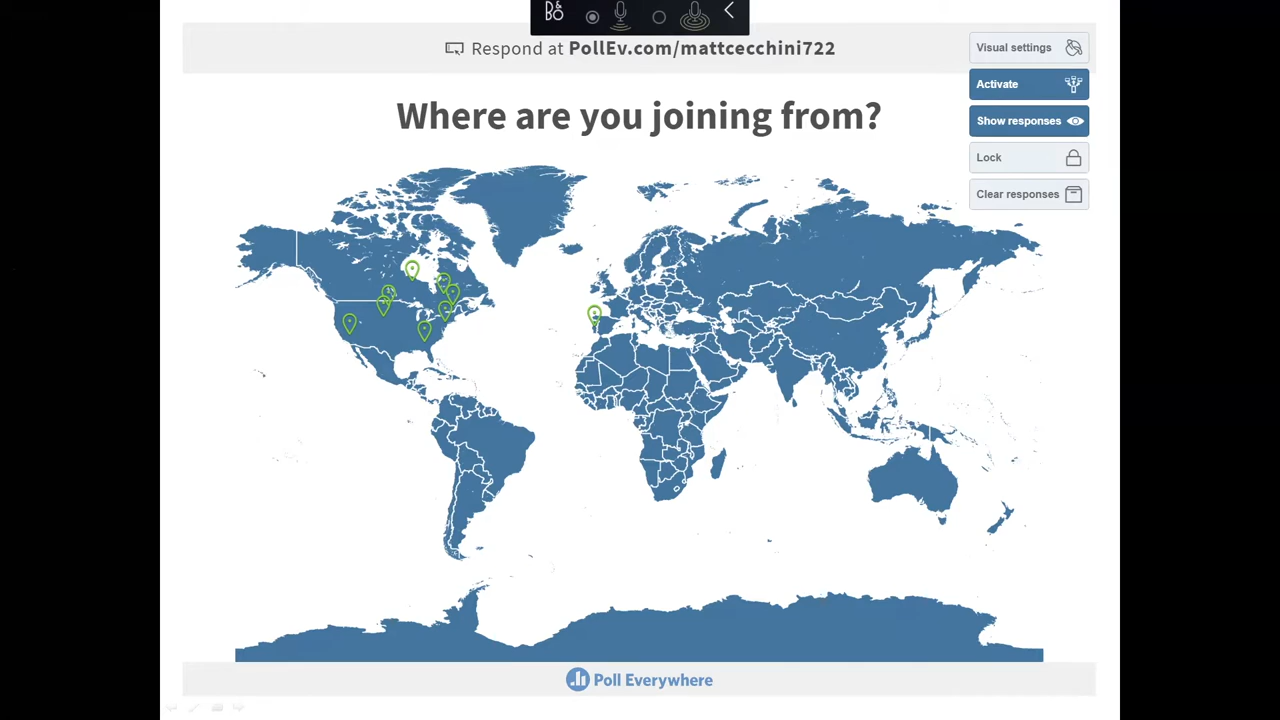 B&O
Respond at PollEv.com/mattcecchini722
Visual settings
Activate
Show responses
Lock
Clear responses
Where are you joining from?
Poll Everywhere